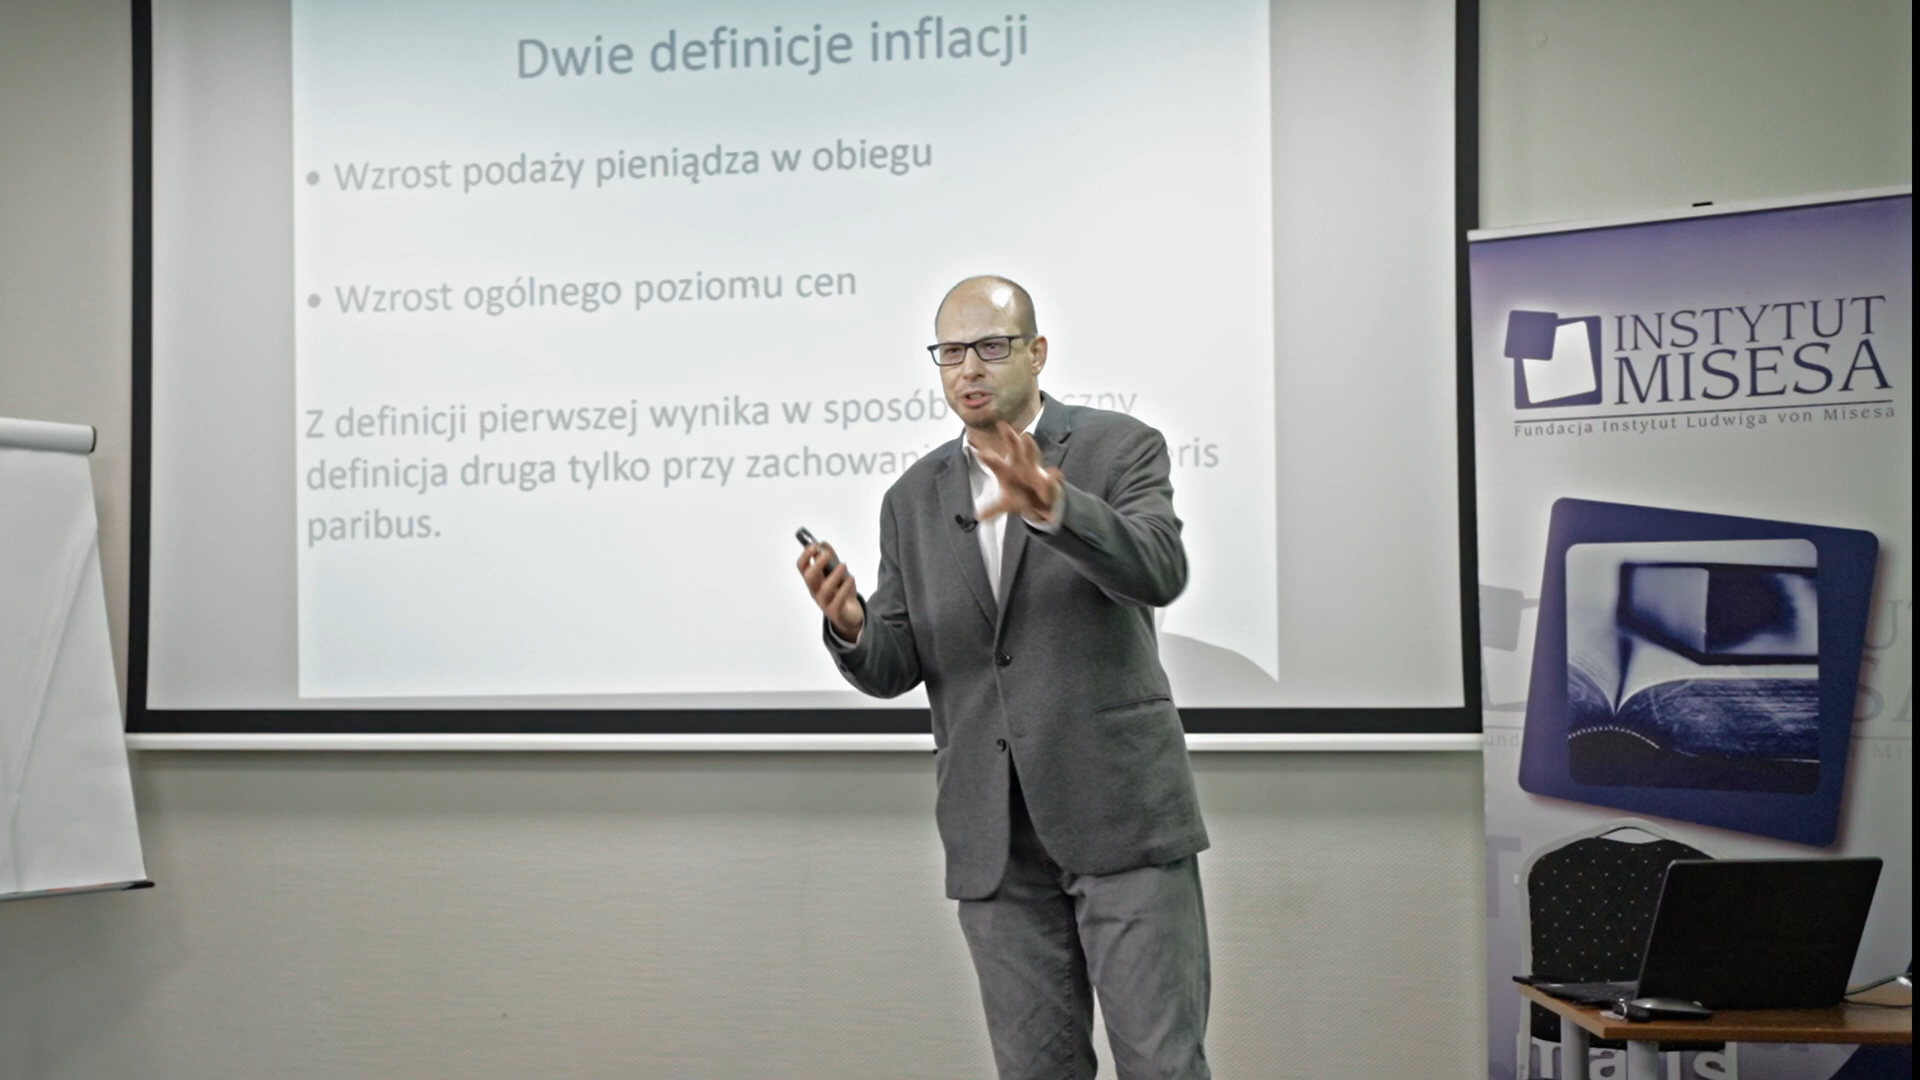 Dwie definicje inflacji
• Wzrost podaży pieniądza w obiegu
• Wzrost ogólnego poziomu cen
Z definicji pierwszej wynika w sposób
definicja druga tylko przy zachowan
paribus.
INSTYTUT
MISESA
Fundacja Instytut Ludwiga von Misesa